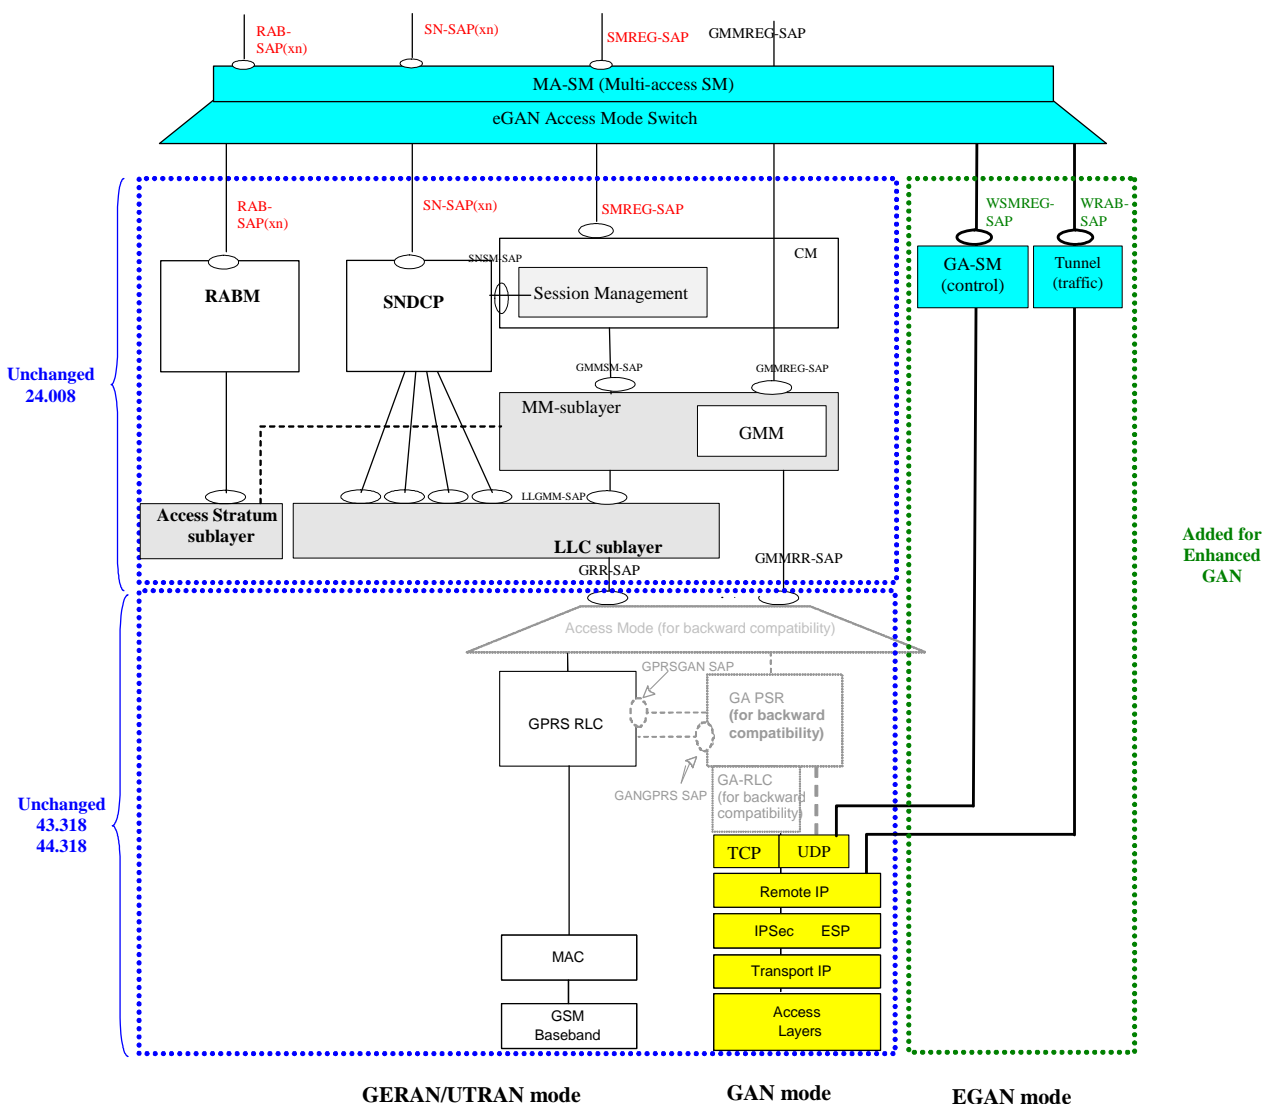 RAB-
SAP(xn)
SN-SAP(xn)
SMREG-SAP
GMMREG-SAP
MA-SM (Multi-access SM)
eGAN Access Mode Switch
RAB-
SAP(xn)
SN-SAP(xn)
SMREG-SAP
WSMREG-
SAP
WRAB-
SAP
RABM
SNDCP
SNSM-SAP
CM
Session Management
GA-SM
(control)
Tunnel
(traffic)
Unchanged
24.008
GMMSM-SAP
GMMREG-SAP
MM-sublayer
GMM
LLGMM-SAP
Access Stratum
sublayer
LLC sublayer
GRR-SAP
GMMRR-SAP
Added for
Enhanced
GAN
Access Mode (for backward compatibility)
GPRSGAN SAP
GPRS RLC
GA PSR
(for backward
compatibility)
GANGPRS SAP
GA-RLC
(for backward
compatibility)
Unchanged
43.318
44.318
TCP
UDP
Remote IP
IPSec ESP
Transport IP
Access
Layers
MAC
GSM
Baseband
GERAN/UTRAN mode
GAN mode
EGAN mode